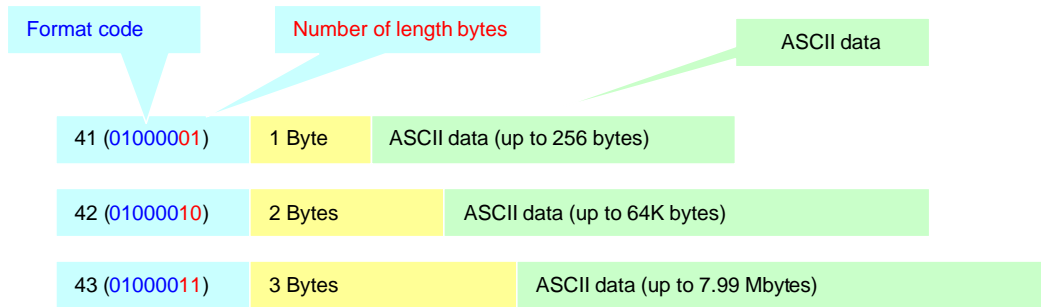 Format code
Number of length bytes
ASCII data
41 (01000001)
1 Byte
ASCII data (up to 256 bytes)
42 (01000010)
2 Bytes
ASCII data (up to 64K bytes)
43 (01000011)
3 Bytes
ASCII data (up to 7.99 Mbytes)